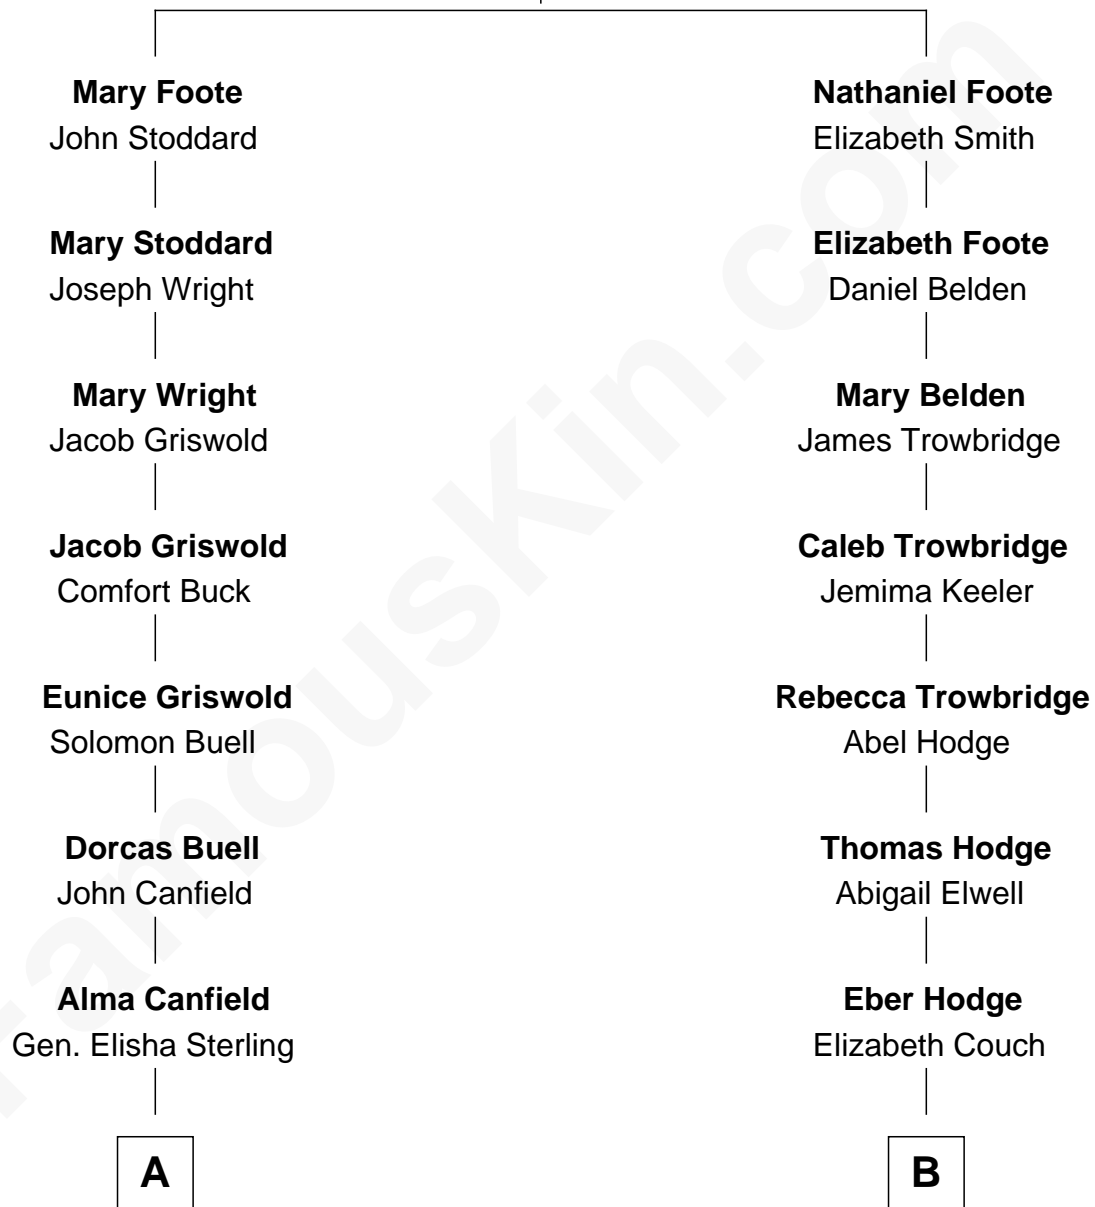 Mary Foote
John Stoddard
Nathaniel Foote
Elizabeth Smith
Mary Stoddard
Joseph Wright
Elizabeth Foote
Daniel Belden
Mary Wright
Jacob Griswold
Mary Belden
James Trowbridge
Jacob Griswold
Comfort Buck
Caleb Trowbridge
Jemima Keeler
Eunice Griswold
Solomon Buell
Rebecca Trowbridge
Abel Hodge
Dorcas Buell
John Canfield
Thomas Hodge
Abigail Elwell
Alma Canfield
Gen. Elisha Sterling
Eber Hodge
Elizabeth Couch
A
B
FamousKin.com